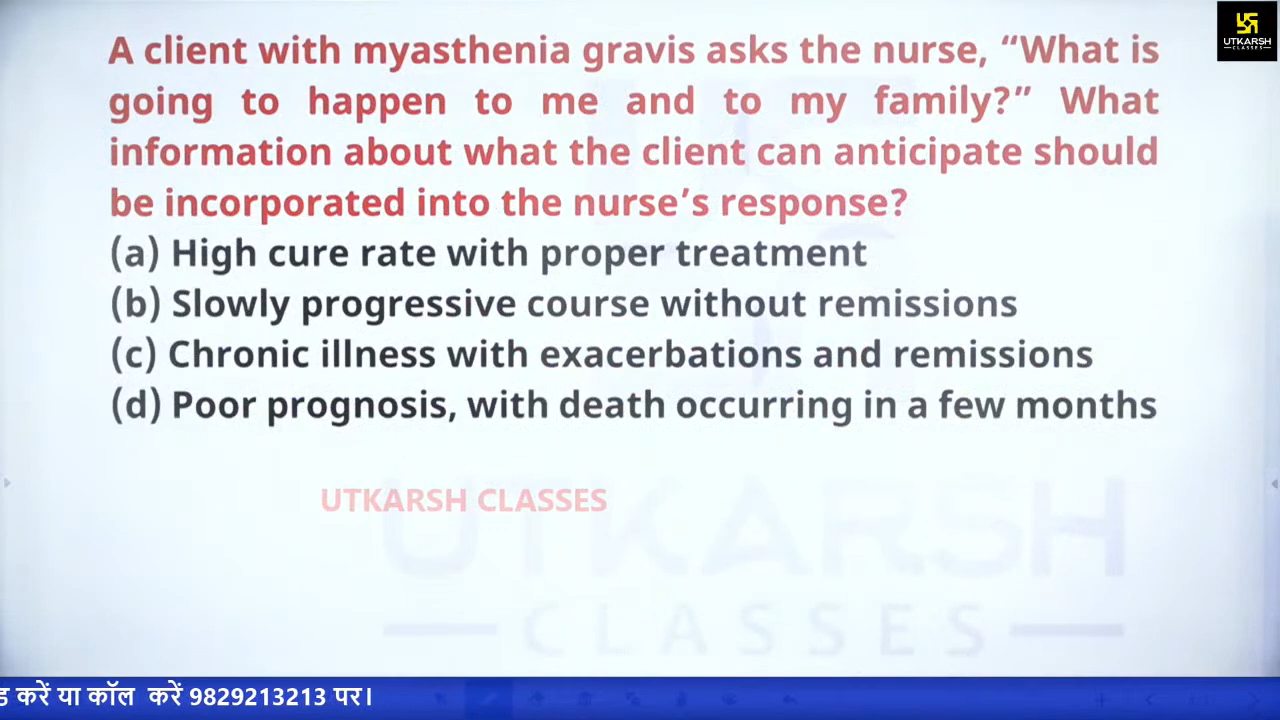 UTKARSH
CLASSES
A client with myasthenia gravis asks the nurse, “What is
going to happen to me and to my family?” What
information about what the client can anticipate should
be incorporated into the nurse’s response?
(a) High cure rate with proper treatment
(b) Slowly progressive course without remissions
(c) Chronic illness with exacerbations and remissions
(d) Poor prognosis, with death occurring in a few months
UTKARSH CLASSES
UTKARSH
CLASSES
करें या कॉल करें 9829213213 पर।